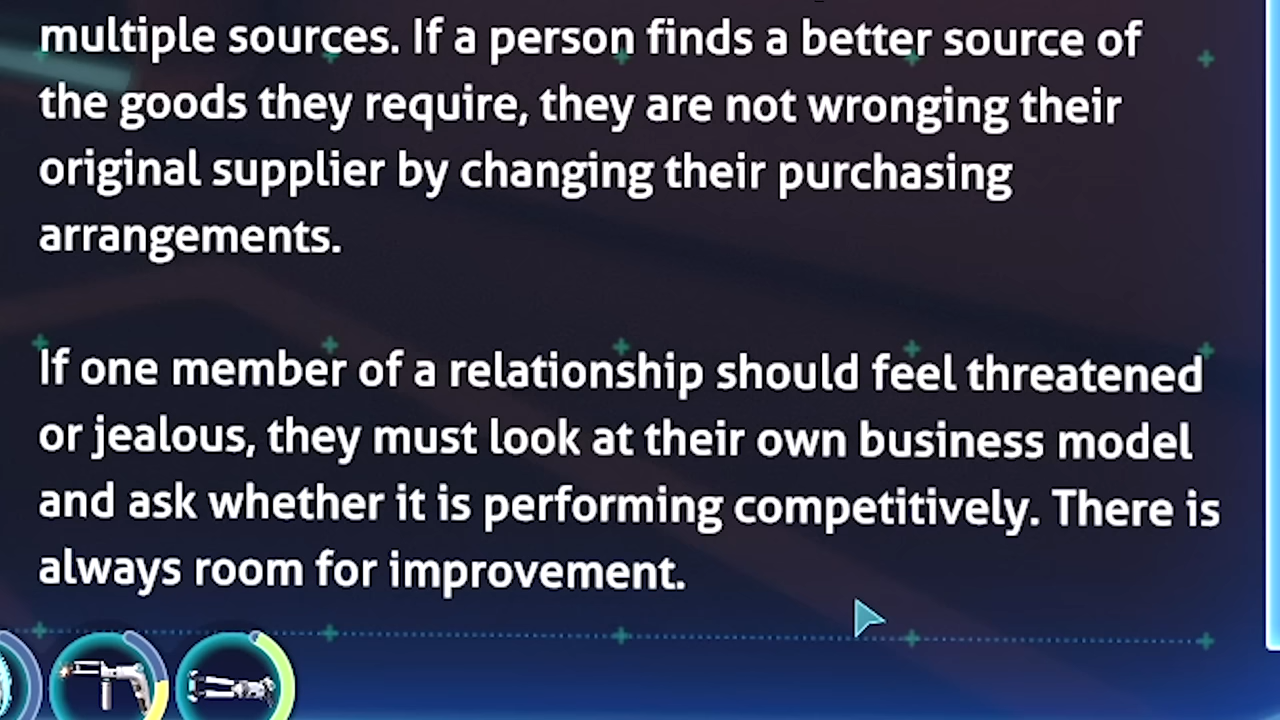 multiple sources. If a person finds a better source of
the goods they require, they are not wronging their
original supplier by changing their purchasing
arrangements.
If one member of a relationship should feel threatened
or jealous, they must look at their own business model
and ask whether it is performing competitively. There is
always room for improvement.